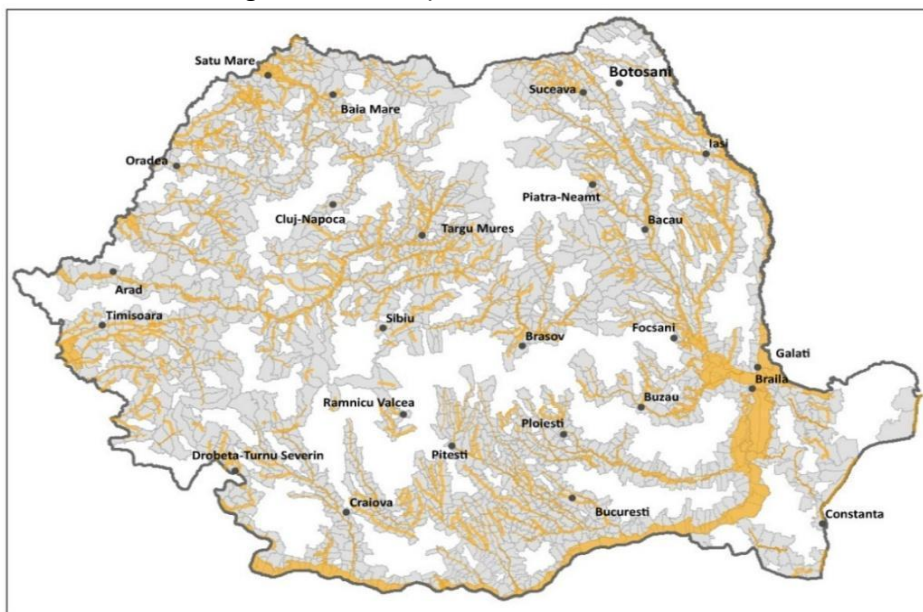 Satu Mare
Botosani
Suceava
Baia Mare
Iasi
Oradea
Piatra-Neamt
Cluj-Napoca
Bacau
Targu Mures
Arad
Timisoara
Sibiu
Focsani
Brasov
Galati
Braila
Ramnicu Valcea
Buzau
Ploiesti
Pitesti
Drobeta-Turnu Severin
Craiova
Bucuresti
Constanta